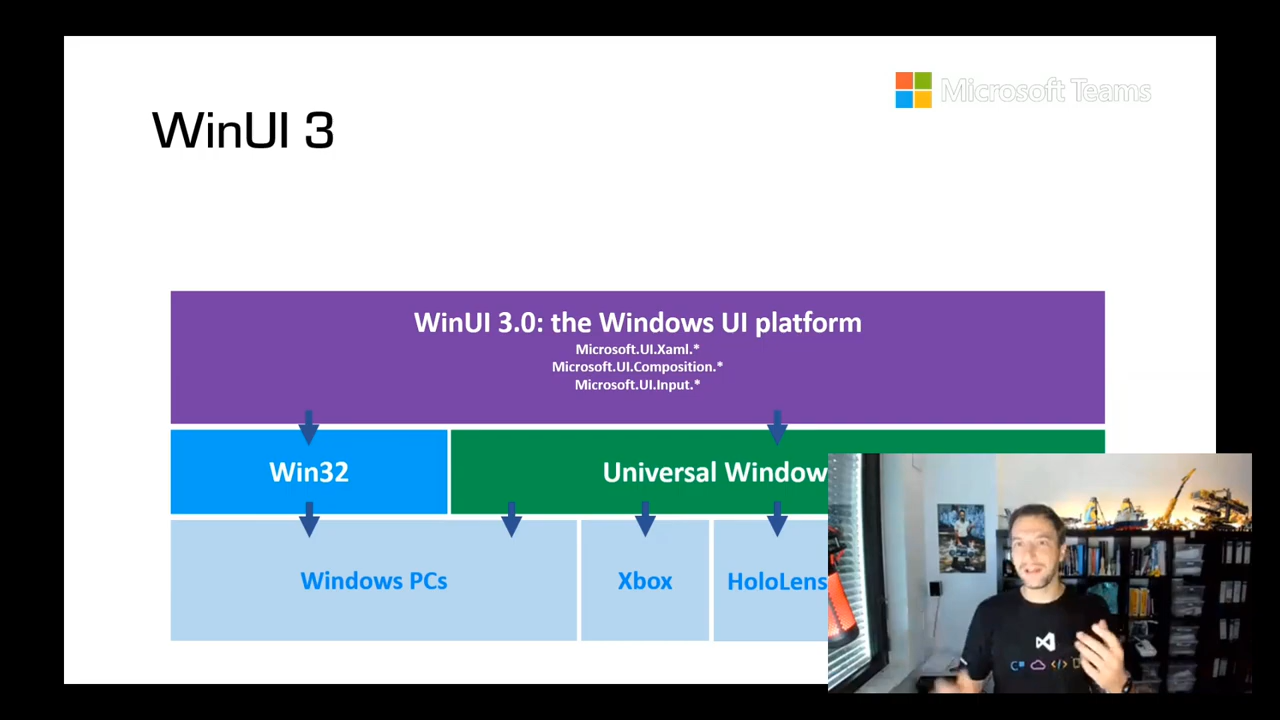 Microsoft Teams
WinUI 3
WinUI 3.0: the Windows UI platform
Microsoft.UI.Xaml.*
Microsoft.UI.Composition.*
Microsoft.UI.Input.*
Win32
Universal Window
Windows PCs
Xbox
HoloLens